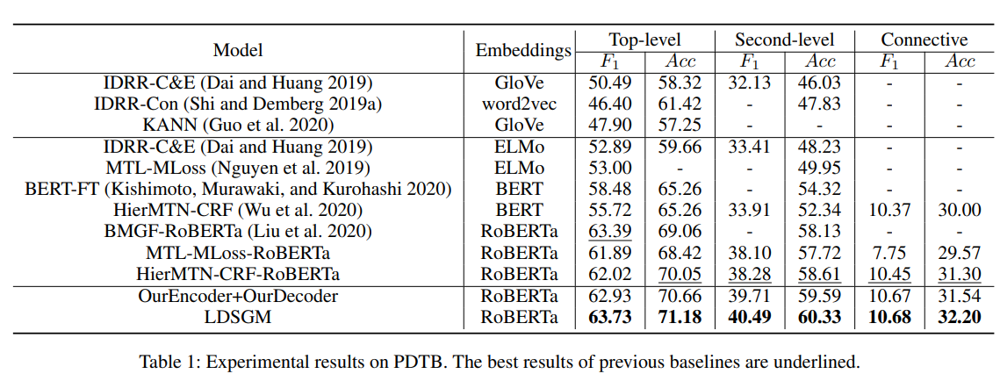 Model Embeddings Top-level Second-level Connective
F1 Acc F1 Acc F1 Acc
IDRR-C&E (Dai and Huang 2019) GloVe 50.49 58.32 32.13 46.03 - -
IDRR-Con (Shi and Demberg 2019a) word2vec 46.40 61.42 - 47.83 - -
KANN (Guo et al. 2020) GloVe 47.90 57.25 - - - -
IDRR-C&E (Dai and Huang 2019) ELMo 52.89 59.66 33.41 48.23 - -
MTL-MLoss (Nguyen et al. 2019) ELMo 53.00 - - 49.95 - -
BERT-FT (Kishimoto, Murawaki, and Kurohashi 2020) BERT 58.48 65.26 - 54.32 - -
HierMTN-CRF (Wu et al. 2020) BERT 55.72 65.26 33.91 52.34 10.37 30.00
BMGF-RoBERTa (Liu et al. 2020) RoBERTa 63.39 69.06 - 58.13 - -
MTL-MLoss-RoBERTa RoBERTa 61.89 68.42 38.10 57.72 7.75 29.57
HierMTN-CRF-RoBERTa RoBERTa 62.02 70.05 38.28 58.61 10.45 31.30
OurEncoder+OurDecoder RoBERTa 62.93 70.66 39.71 59.59 10.67 31.54
LDSGM RoBERTa 63.73 71.18 40.49 60.33 10.68 32.20
Table 1: Experimental results on PDTB. The best results of previous baselines are underlined.